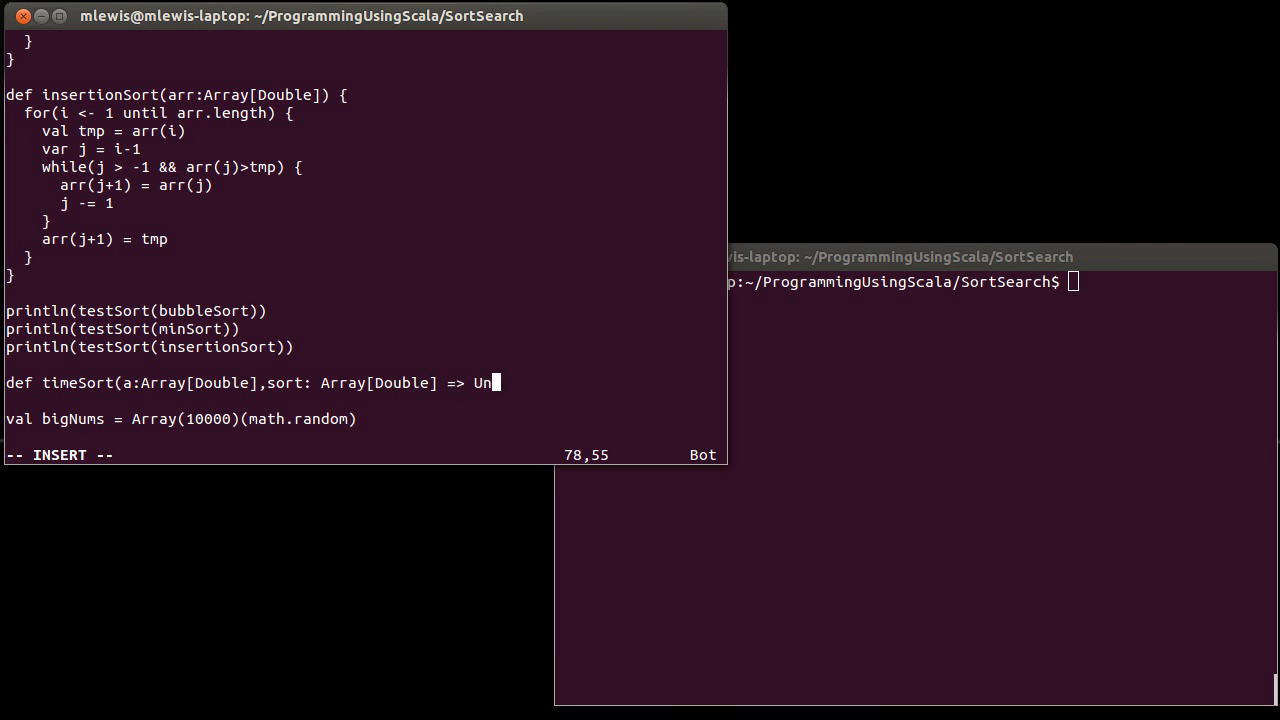 mlewis@mlewis-laptop: ~/ProgrammingUsingScala/SortSearch
  }
}

def insertionSort(arr:Array[Double]) {
  for(i <- 1 until arr.length) {
    val tmp = arr(i)
    var j = i-1
    while(j > -1 && arr(j)>tmp) {
      arr(j+1) = arr(j)
      j -= 1
    }
    arr(j+1) = tmp
  }
}

println(testSort(bubbleSort))
println(testSort(minSort))
println(testSort(insertionSort))

def timeSort(a:Array[Double],sort: Array[Double] => Un

val bigNums = Array(10000)(math.random)

-- INSERT -- 78,55 Bot
vis-laptop: ~/ProgrammingUsingScala/SortSearch
p:~/ProgrammingUsingScala/SortSearch$